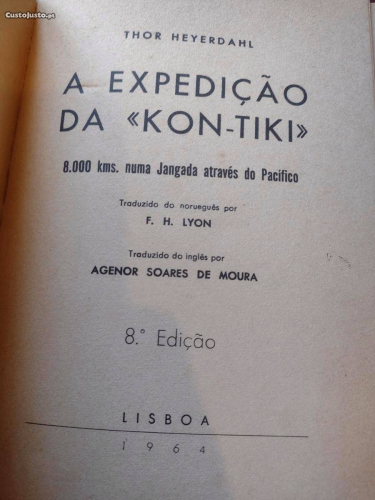 CustoJusto.pt
THOR HEYERDAHL
A EXPEDIÇÃO
DA «KON-TIKI»
8.000 kms. numa Jangada através do Pacífico
Traduzido do norueguês por
F. H. LYON
Traduzido do inglês por
AGENOR SOARES DE MOURA
8.ª Edição
LISBOA
1964